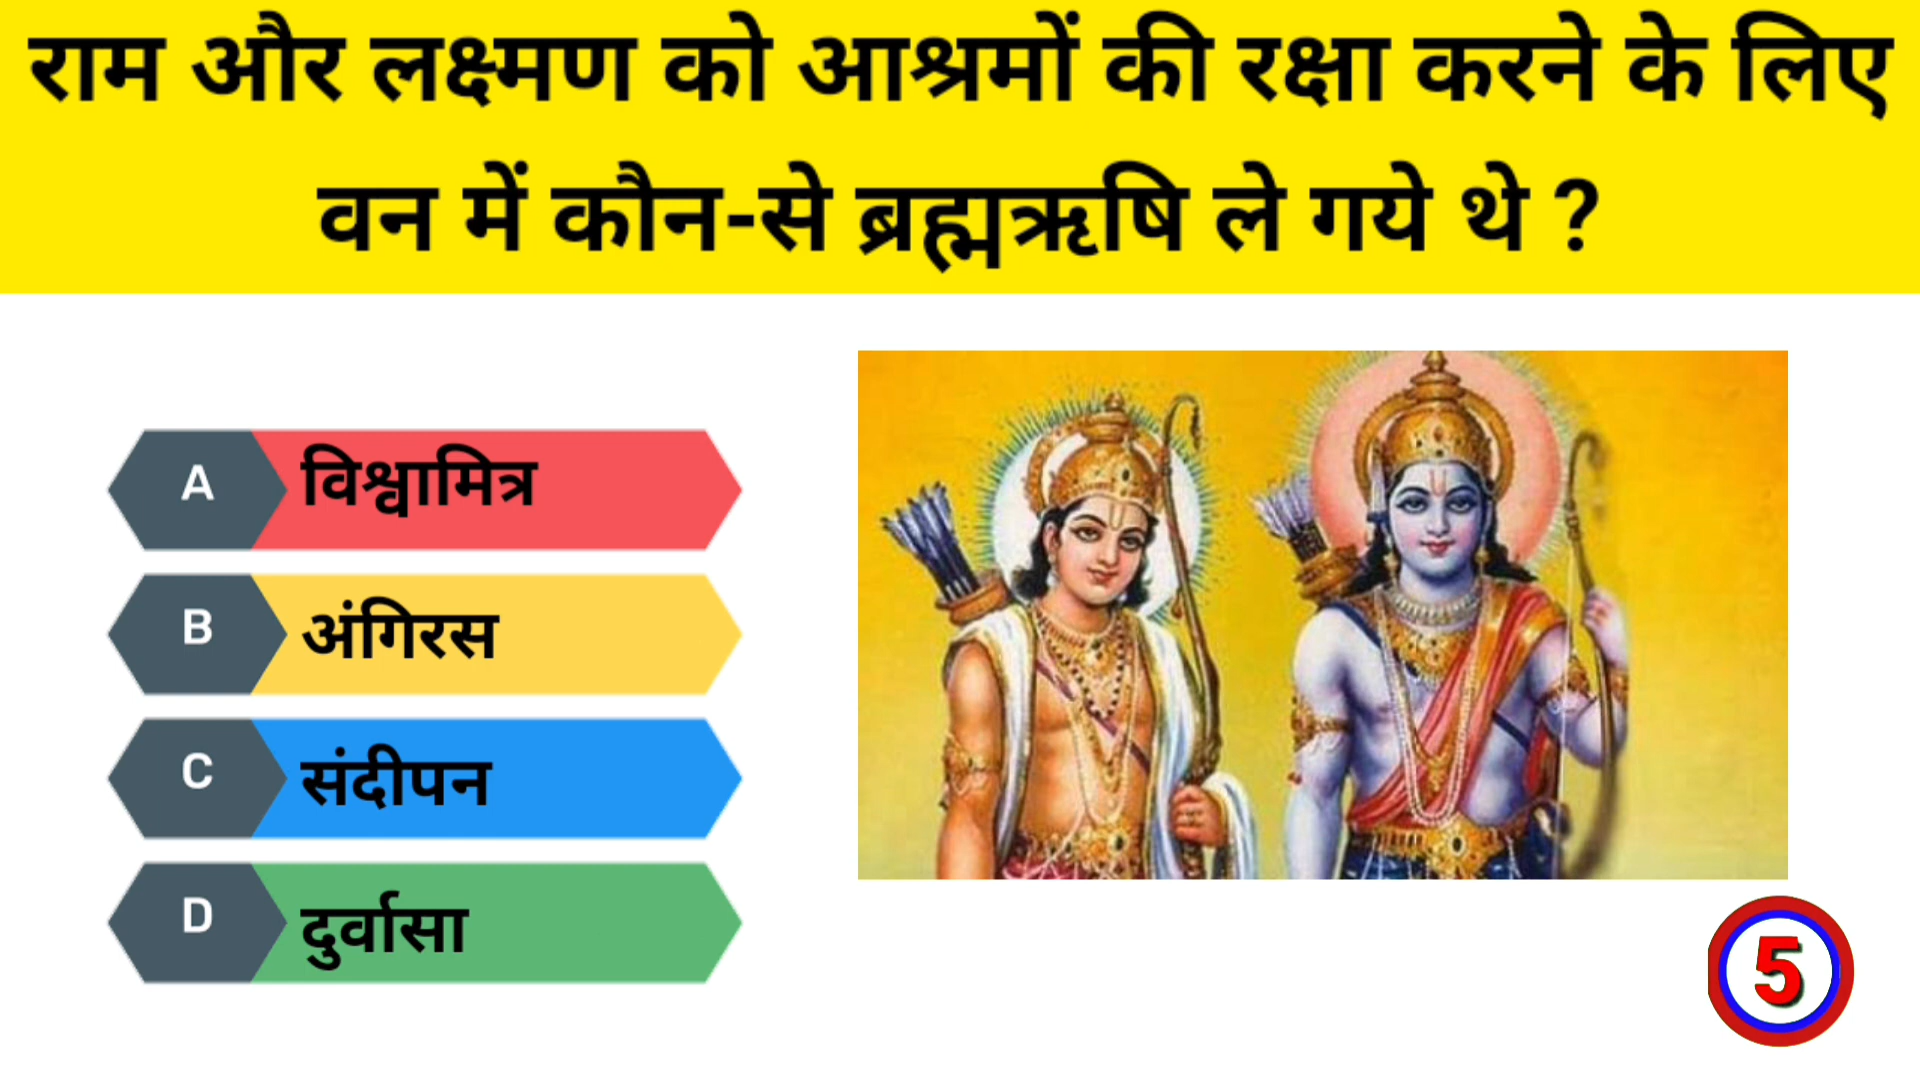 राम और लक्ष्मण को आश्रमों की रक्षा करने के लिए
वन में कौन-से ब्रह्मऋषि ले गये थे ?
A विश्वामित्र
B अंगिरस
C संदीपन
D दुर्वासा
5